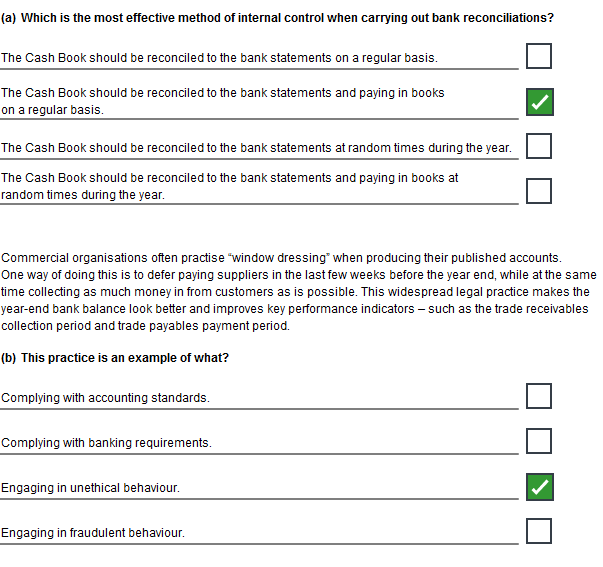 (a) Which is the most effective method of internal control when carrying out bank reconciliations?
The Cash Book should be reconciled to the bank statements on a regular basis.
The Cash Book should be reconciled to the bank statements and paying in books
on a regular basis.
The Cash Book should be reconciled to the bank statements at random times during the year.
The Cash Book should be reconciled to the bank statements and paying in books at
random times during the year.
Commercial organisations often practise “window dressing” when producing their published accounts.
One way of doing this is to defer paying suppliers in the last few weeks before the year end, while at the same
time collecting as much money in from customers as is possible. This widespread legal practice makes the
year-end bank balance look better and improves key performance indicators – such as the trade receivables
collection period and trade payables payment period.
(b) This practice is an example of what?
Complying with accounting standards.
Complying with banking requirements.
Engaging in unethical behaviour.
Engaging in fraudulent behaviour.